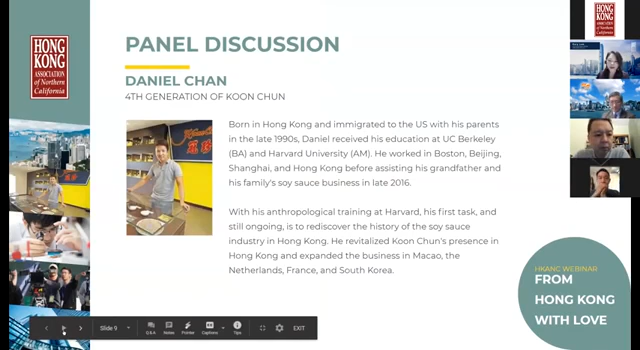 HONG
KONG
ASSOCIATION
of Northern
California
PANEL DISCUSSION
DANIEL CHAN
4TH GENERATION OF KOON CHUN
Born in Hong Kong and immigrated to the US with his parents
in the late 1990s, Daniel received his education at UC Berkeley
(BA) and Harvard University (AM). He worked in Boston, Beijing,
Shanghai, and Hong Kong before assisting his grandfather and
his family's soy sauce business in late 2016.
With his anthropological training at Harvard, his first task, and
still ongoing, is to rediscover the history of the soy sauce
industry in Hong Kong. He revitalized Koon Chun's presence in
Hong Kong and expanded the business in Macao, the
Netherlands, France, and South Korea.
HONG
KONG
HKANC WEBINAR
FROM
HONG KONG
WITH LOVE
Slide 9
Q&A
Notes
Pointer
Captions
Tips
EXIT